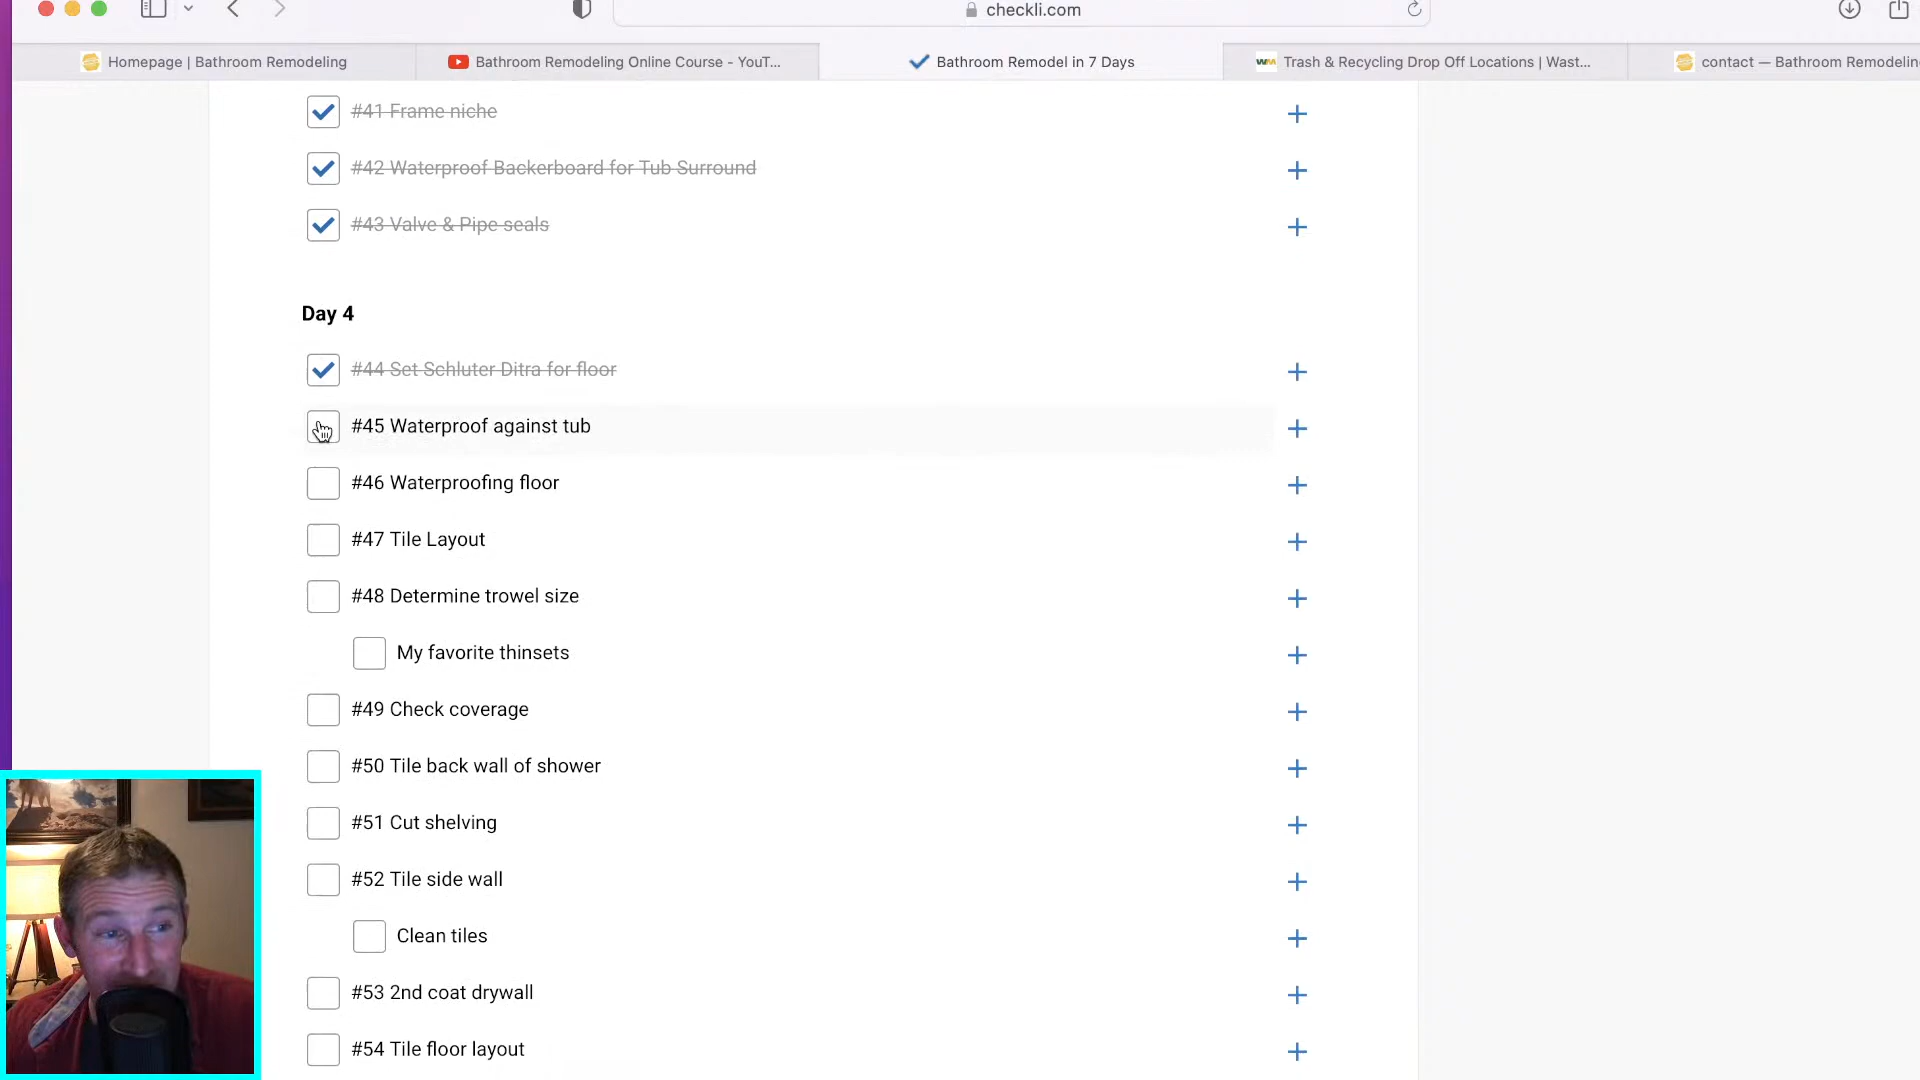 checkli.com
Homepage | Bathroom Remodeling
Bathroom Remodeling Online Course - YouT...
Bathroom Remodel in 7 Days
WM Trash & Recycling Drop Off Locations | Wast...
contact — Bathroom Remodelin
#41 Frame niche
#42 Waterproof Backerboard for Tub Surround
#43 Valve & Pipe seals
Day 4
#44 Set Schluter Ditra for floor
#45 Waterproof against tub
#46 Waterproofing floor
#47 Tile Layout
#48 Determine trowel size
My favorite thinsets
#49 Check coverage
#50 Tile back wall of shower
#51 Cut shelving
#52 Tile side wall
Clean tiles
#53 2nd coat drywall
#54 Tile floor layout